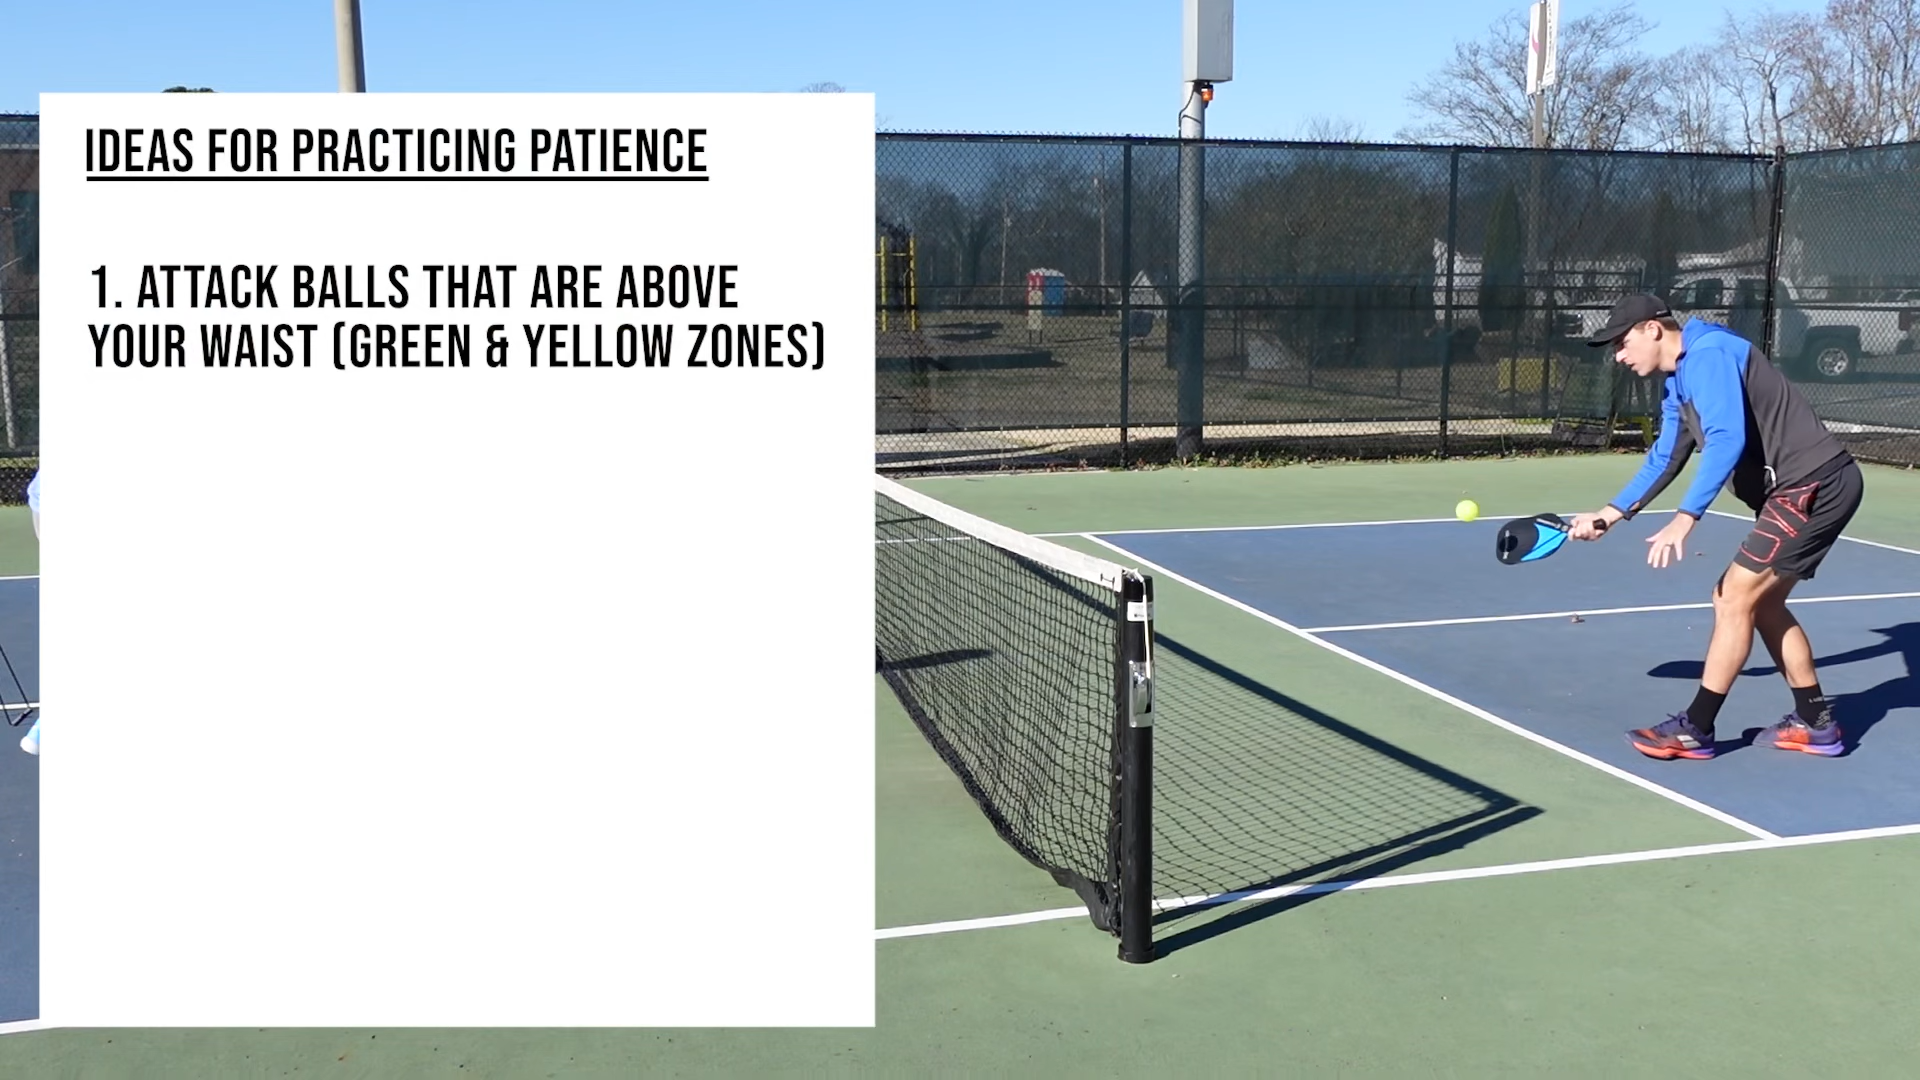 IDEAS FOR PRACTICING PATIENCE
1. ATTACK BALLS THAT ARE ABOVE
YOUR WAIST (GREEN & YELLOW ZONES)